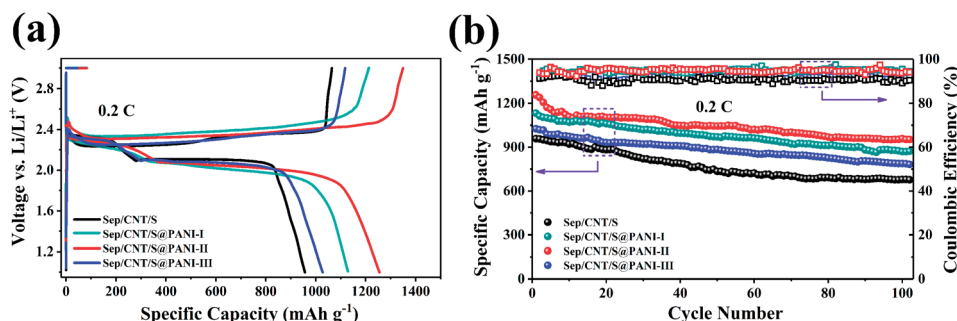 (a)
Voltage vs. Li/Li+ (V)
2.8
2.4
2.0
1.6
1.2
0.2 C
Sep/CNT/S
Sep/CNT/S@PANI-I
Sep/CNT/S@PANI-II
Sep/CNT/S@PANI-III
0 200 400 600 800 1000 1200 1400
Specific Capacity (mAh g-1)
(b)
Specific Capacity (mAh g-1)
1500
1200
900
600
300
0
0.2 C
Sep/CNT/S
Sep/CNT/S@PANI-I
Sep/CNT/S@PANI-II
Sep/CNT/S@PANI-III
0 20 40 60 80 100
Cycle Number
100
80
60
40
20
0
Coulombic Efficiency (%)